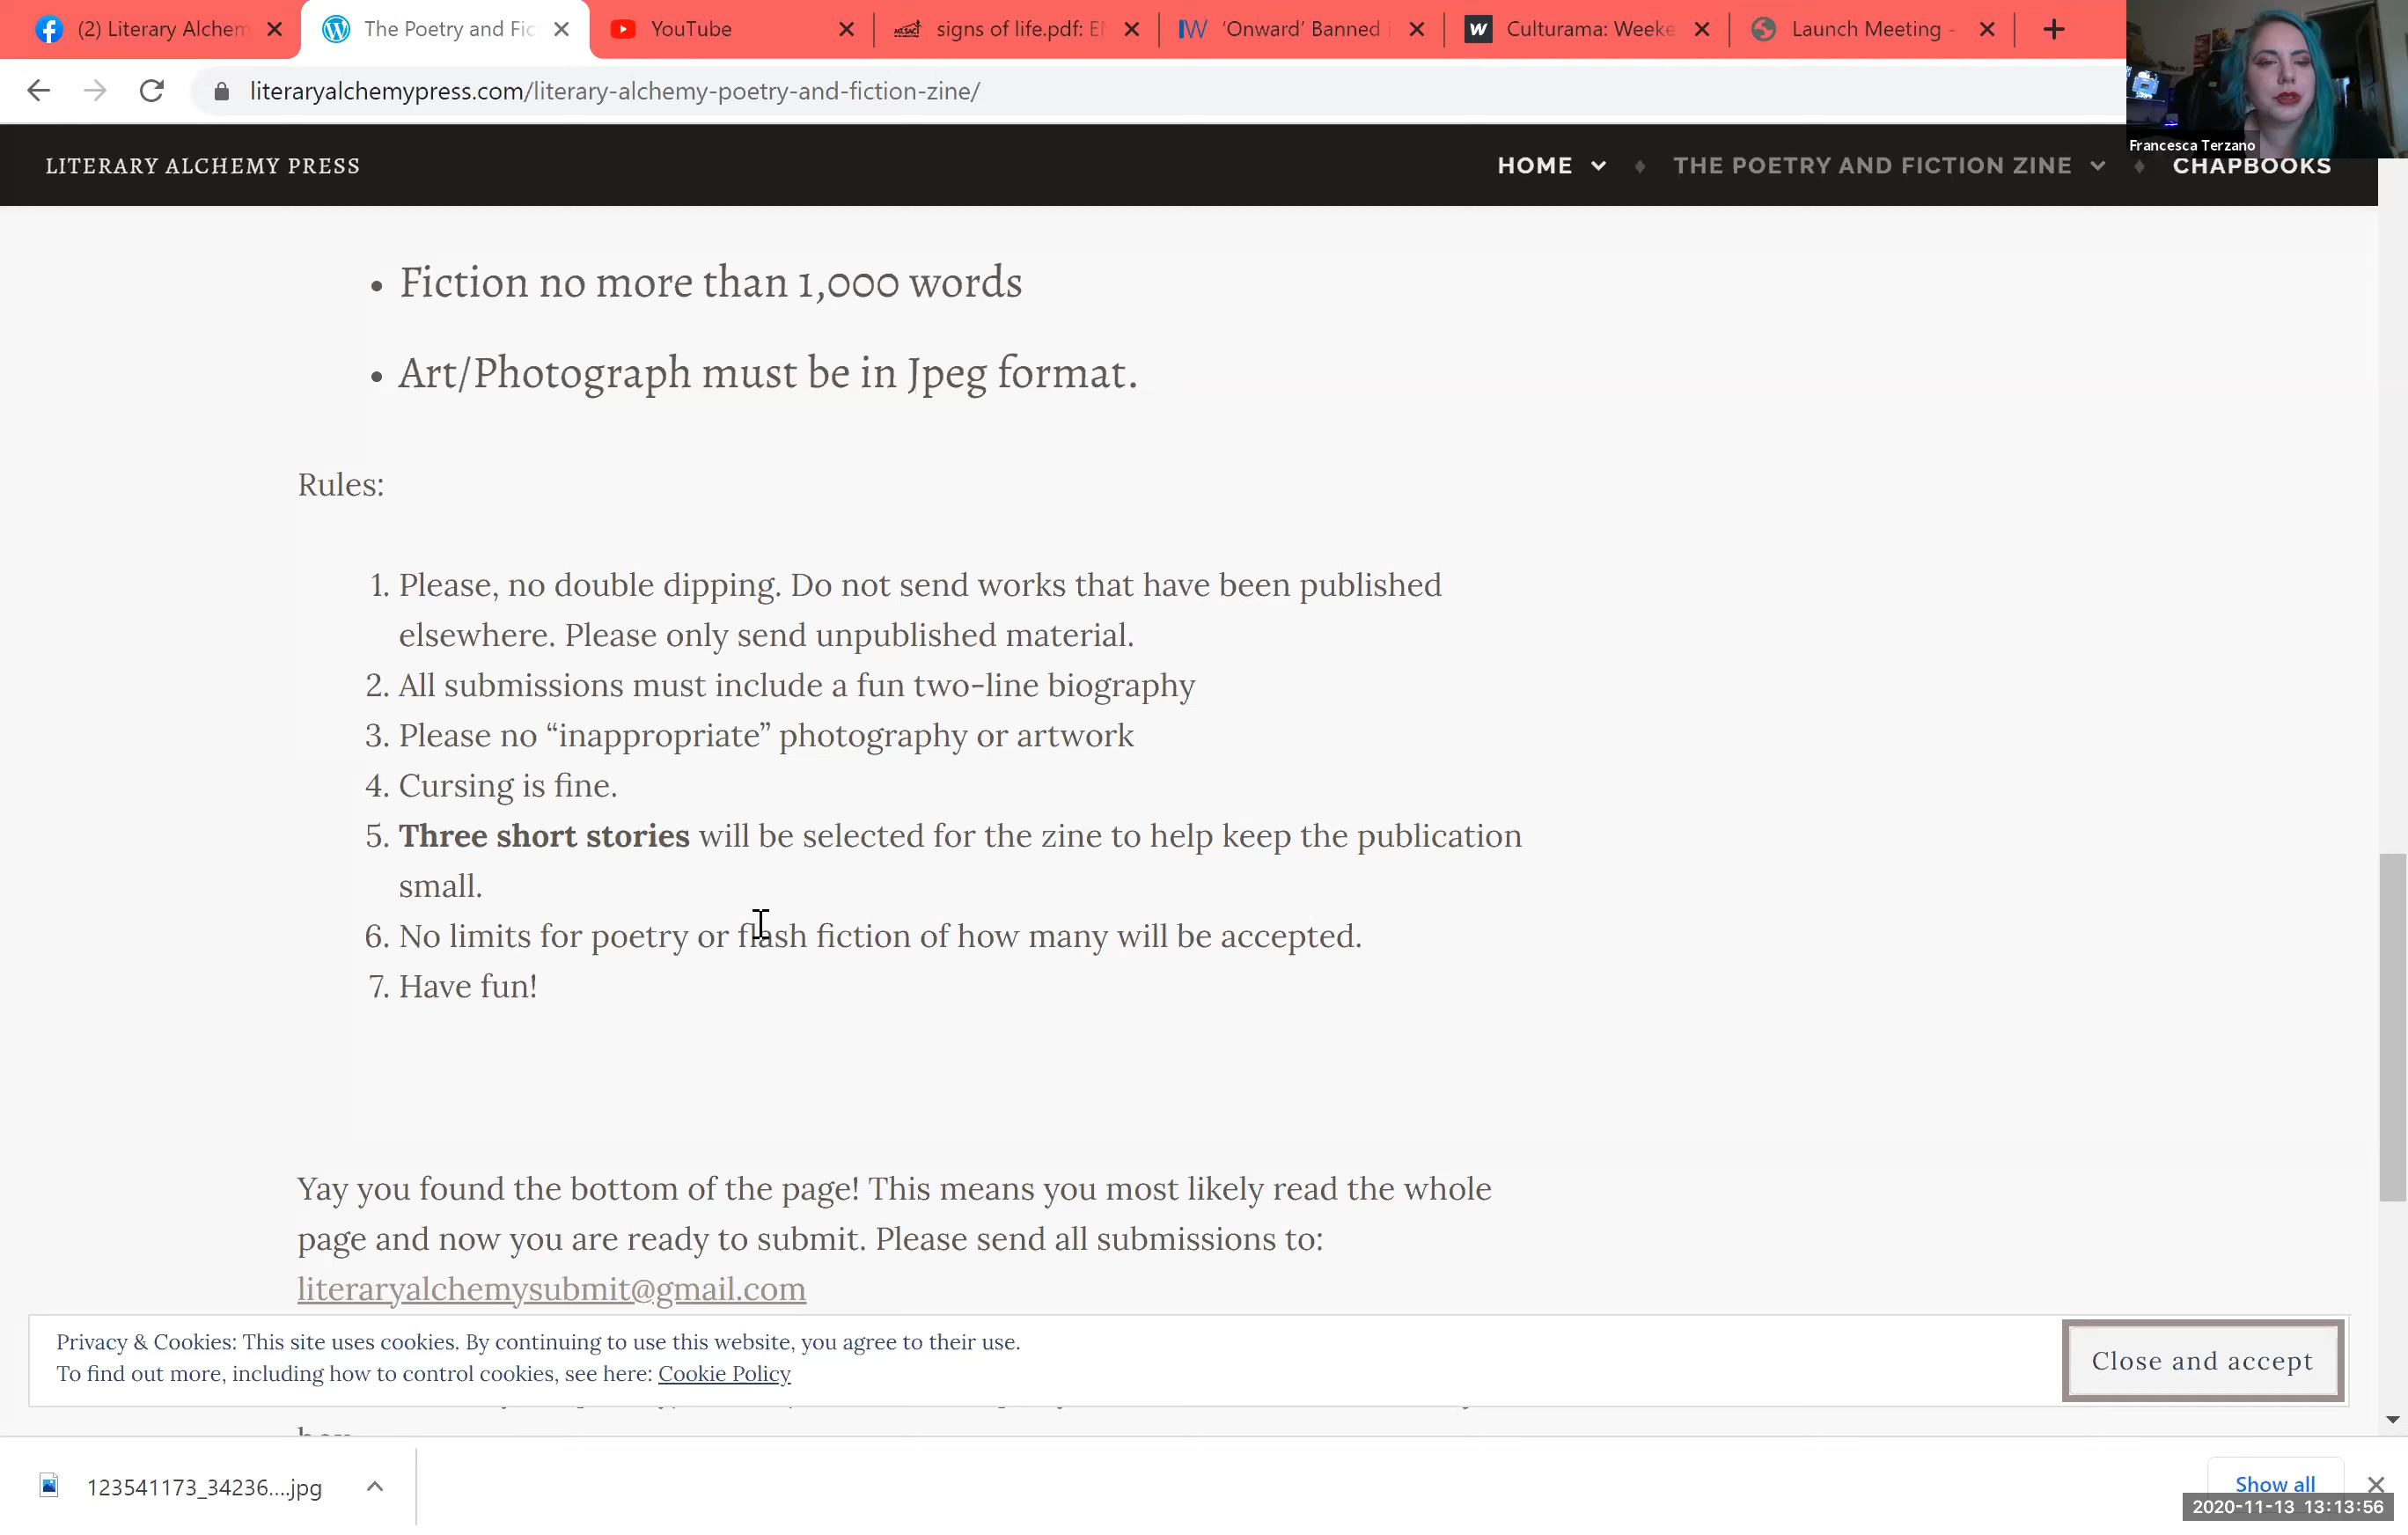 (2) Literary Alchem
The Poetry and Fic
YouTube
signs of life.pdf: E
'Onward' Banned i
Culturama: Weeke
Launch Meeting -
literaryalchemypress.com/literary-alchemy-poetry-and-fiction-zine/
Francesca Terzano
LITERARY ALCHEMY PRESS
HOME
THE POETRY AND FICTION ZINE
CHAPBOOKS
• Fiction no more than 1,000 words
• Art/Photograph must be in Jpeg format.
Rules:
1. Please, no double dipping. Do not send works that have been published
elsewhere. Please only send unpublished material.
2. All submissions must include a fun two-line biography
3. Please no “inappropriate” photography or artwork
4. Cursing is fine.
5. Three short stories will be selected for the zine to help keep the publication
small.
6. No limits for poetry or flash fiction of how many will be accepted.
7. Have fun!
Yay you found the bottom of the page! This means you most likely read the whole
page and now you are ready to submit. Please send all submissions to:
literaryalchemysubmit@gmail.com
Privacy & Cookies: This site uses cookies. By continuing to use this website, you agree to their use.
To find out more, including how to control cookies, see here: Cookie Policy
Close and accept
123541173_34236....jpg
Show all
2020-11-13 13:13:56